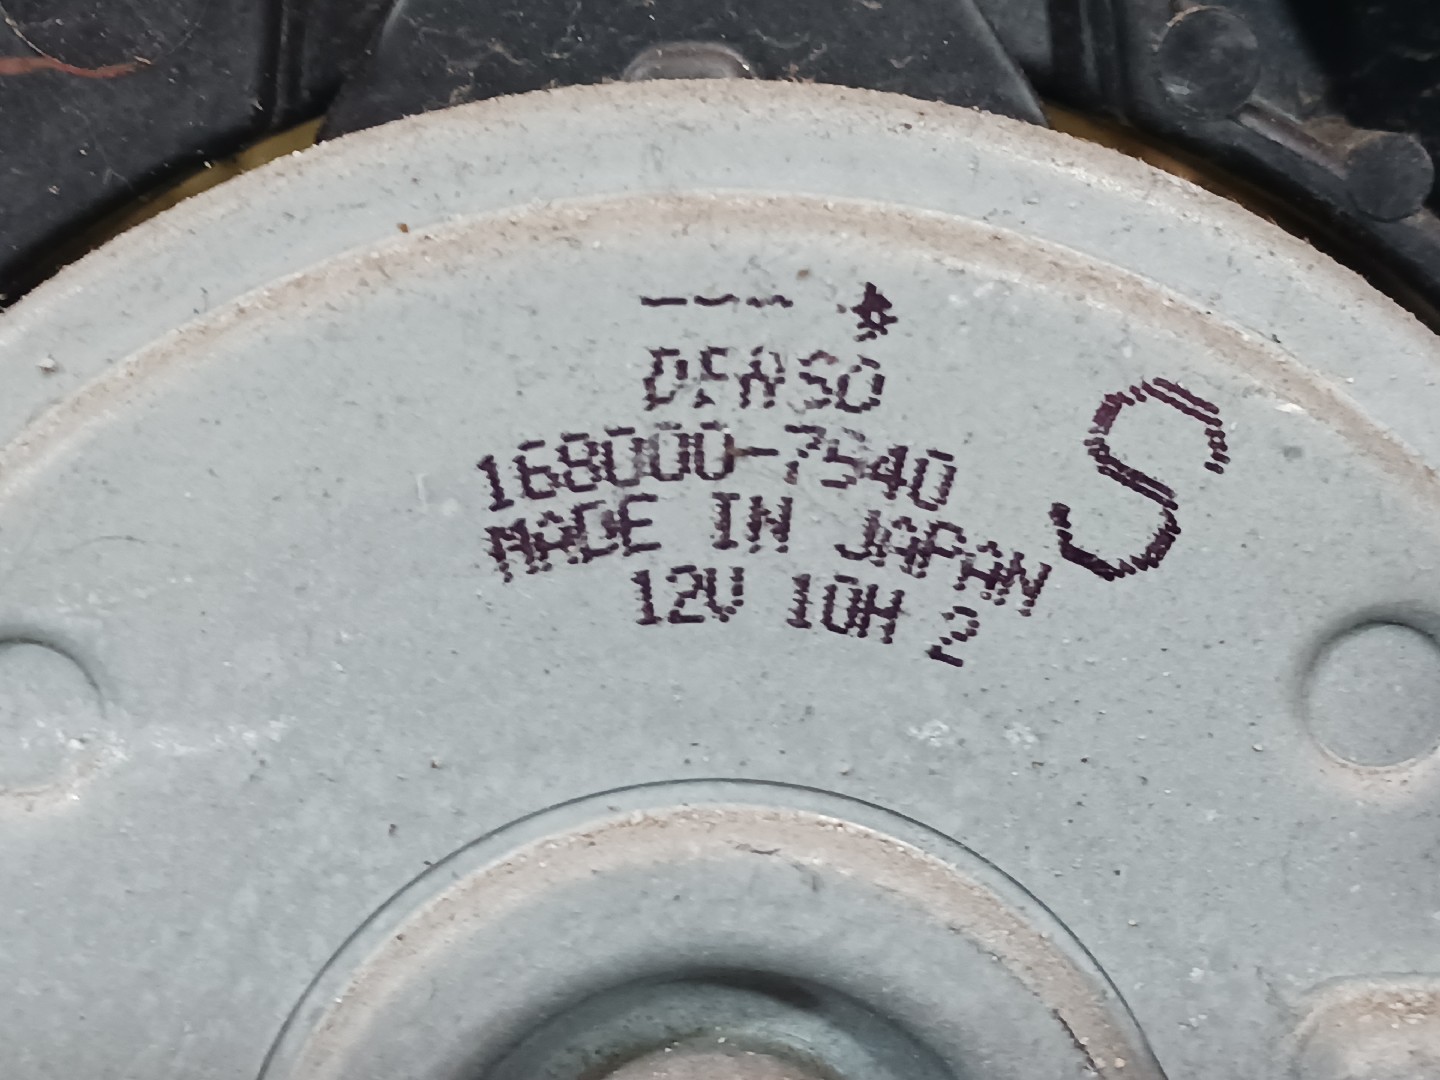 ---- *
DENSO
168000-7540
MADE IN JAPAN
12V 10H 2
S